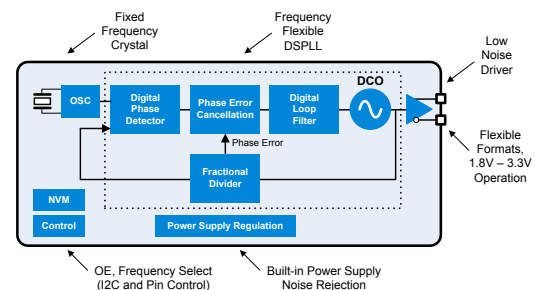 Fixed
Frequency
Crystal
Frequency
Flexible
DSPLL
Low
Noise
Driver
OSC
Digital
Phase
Detector
Phase Error
Cancellation
Digital
Loop
Filter
DCO
Phase Error
Fractional
Divider
Flexible
Formats,
1.8V – 3.3V
Operation
NVM
Control
Power Supply Regulation
OE, Frequency Select
(I2C and Pin Control)
Built-in Power Supply
Noise Rejection